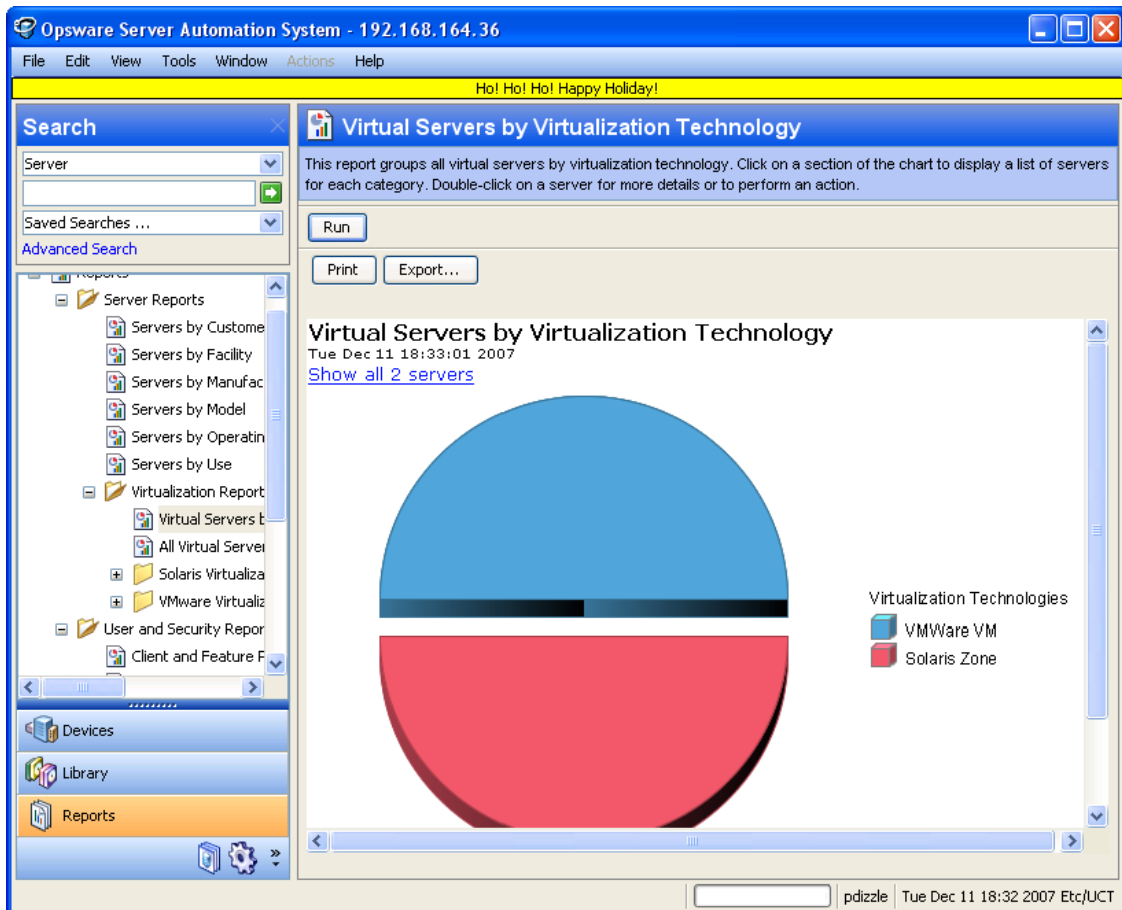 Opsware Server Automation System - 192.168.164.36
File Edit View Tools Window Actions Help
Ho! Ho! Ho! Happy Holiday!
Search
Server
Saved Searches ...
Advanced Search
Reports
Server Reports
Servers by Custome
Servers by Facility
Servers by Manufac
Servers by Model
Servers by Operatin
Servers by Use
Virtualization Report
Virtual Servers b
All Virtual Server
Solaris Virtualiza
VMware Virtualiz
User and Security Repor
Client and Feature P
Devices
Library
Reports
Virtual Servers by Virtualization Technology
This report groups all virtual servers by virtualization technology. Click on a section of the chart to display a list of servers
for each category. Double-click on a server for more details or to perform an action.
Run
Print Export...
Virtual Servers by Virtualization Technology
Tue Dec 11 18:33:01 2007
Show all 2 servers
Virtualization Technologies
VMWare VM
Solaris Zone
pdizzle Tue Dec 11 18:32 2007 Etc/UCT